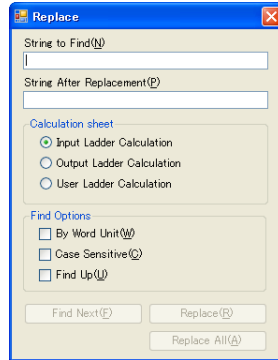 Replace
String to Find(N)
String After Replacement(P)
Calculation sheet
Input Ladder Calculation
Output Ladder Calculation
User Ladder Calculation
Find Options
By Word Unit(W)
Case Sensitive(C)
Find Up(U)
Find Next(F) Replace(R)
Replace All(A)